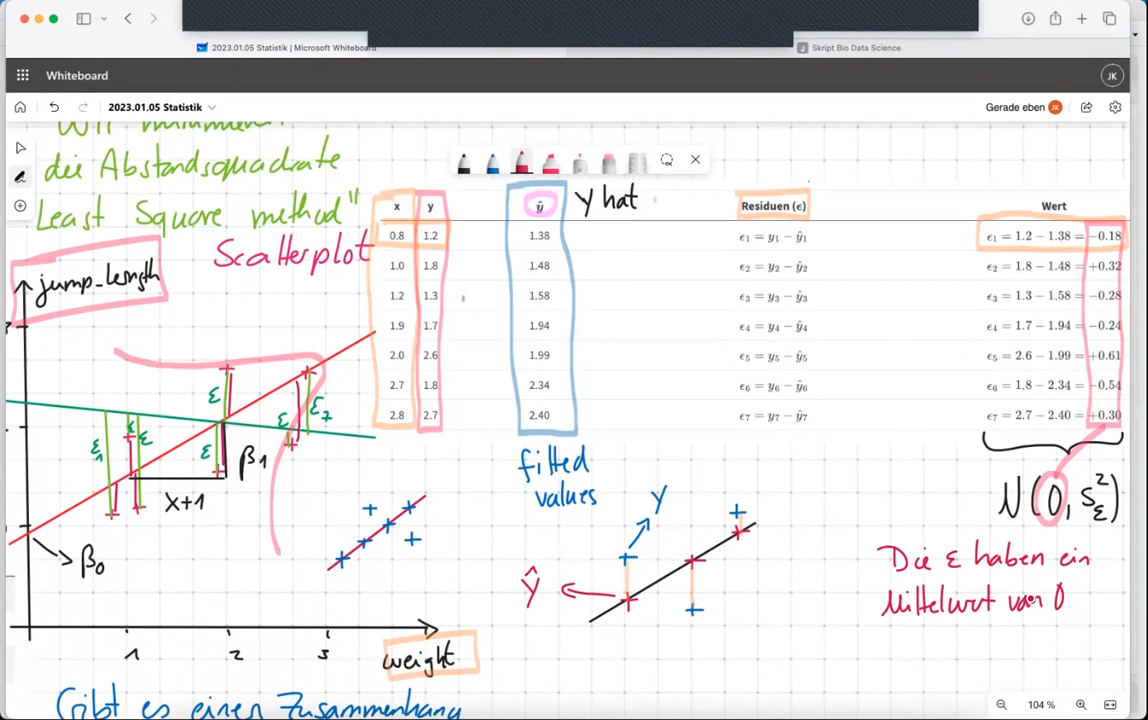 2023.01.05 Statistik | Microsoft Whiteboard
Skript Bio Data Science
Whiteboard
JK
2023.01.05 Statistik
Gerade eben JK
die Abstandsquadrate
Least Square method"
Scatterplot
jump_length
x y ŷ y hat Residuen (ϵ) Wert
0.8 1.2 1.38 ϵ1 = y1 − ŷ1 ϵ1 = 1.2 − 1.38 = −0.18
1.0 1.8 1.48 ϵ2 = y2 − ŷ2 ϵ2 = 1.8 − 1.48 = +0.32
1.2 1.3 1.58 ϵ3 = y3 − ŷ3 ϵ3 = 1.3 − 1.58 = −0.28
1.9 1.7 1.94 ϵ4 = y4 − ŷ4 ϵ4 = 1.7 − 1.94 = −0.24
2.0 2.6 1.99 ϵ5 = y5 − ŷ5 ϵ5 = 2.6 − 1.99 = +0.61
2.7 1.8 2.34 ϵ6 = y6 − ŷ6 ϵ6 = 1.8 − 2.34 = −0.54
2.8 2.7 2.40 ϵ7 = y7 − ŷ7 ϵ7 = 2.7 − 2.40 = +0.30
ε
ε ε7
ε1 ε ε
β1
x+1
β0
fitted
values
y
ŷ
N(0, s²ε)
Die ε haben ein
Mittelwert von 0
1 2 3
weight
Gibt es einen Zusammenhang
104 %